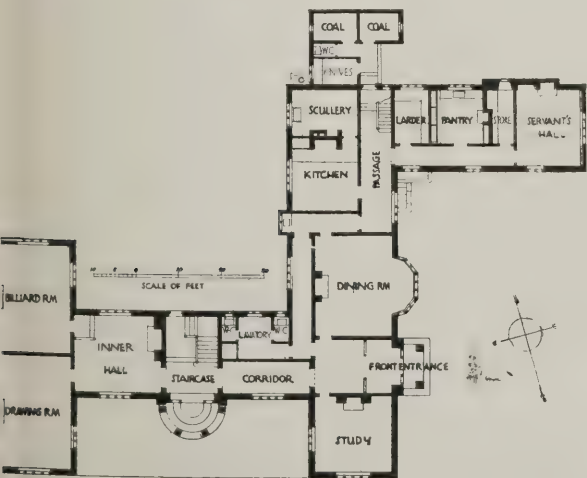 COAL
COAL
W.C.
KNIVES
SCULLERY
LARDER
PANTRY
STORE
SERVANT'S
HALL
KITCHEN
PASSAGE
SCALE OF FEET
DINING RM
BILLIARD RM
INNER
HALL
STAIRCASE
LAVATORY
W.C.
CORRIDOR
FRONT ENTRANCE
DRAWING RM
STUDY